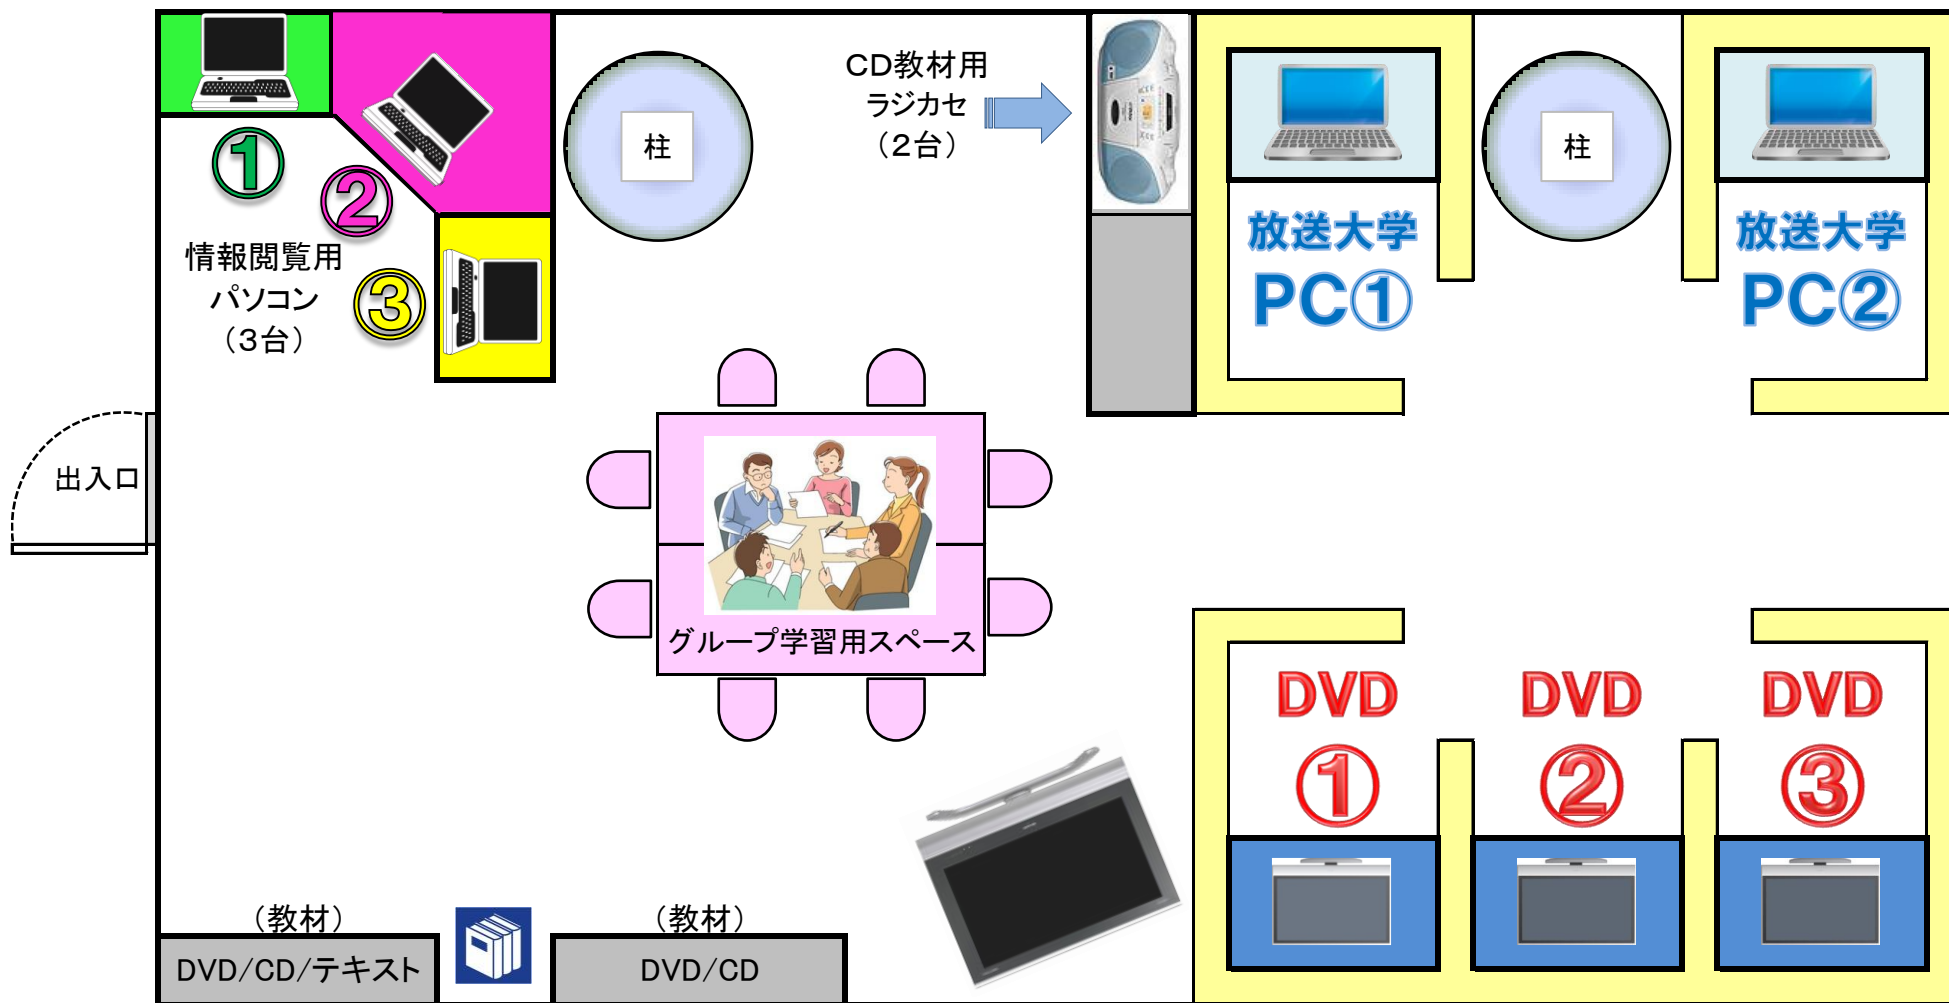 ①
②
情報閲覧用
パソコン
（3台）
③
柱
CD教材用
ラジカセ
（2台）
放送大学
PC①
柱
放送大学
PC②
出入口
グループ学習用スペース
DVD
①
DVD
②
DVD
③
（教材）
DVD/CD/テキスト
（教材）
DVD/CD